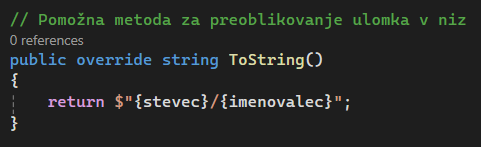 // Pomožna metoda za preoblikovanje ulomka v niz
0 references
public override string ToString()
{
    return $"{stevec}/{imenovalec}";
}